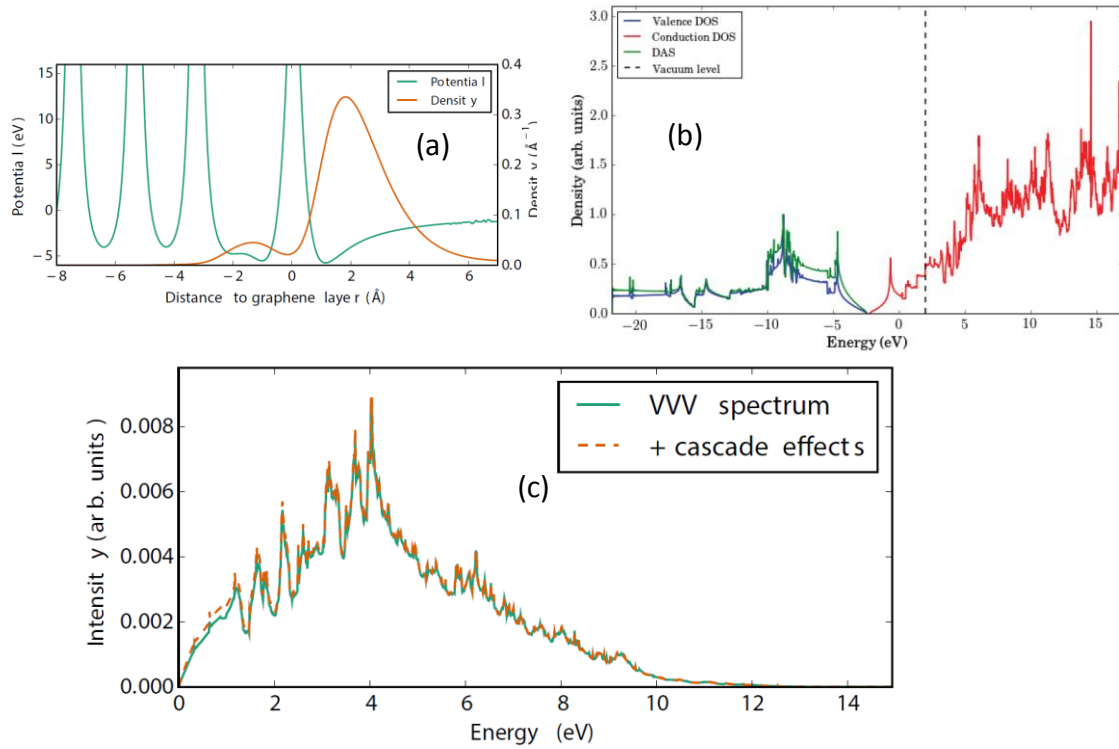 (a)
Potentia l (eV)
15
10
5
0
−5
Potentia l
Densit y
0.4
0.3
0.2
0.1
0.0
Densit y (Å⁻¹)
−8 −6 −4 −2 0 2 4 6
Distance to graphene laye r (Å)
(b)
Density (arb. units)
3.0
2.5
2.0
1.5
1.0
0.5
0.0
Valence DOS
Conduction DOS
DAS
Vacuum level
−20 −15 −10 −5 0 5 10 15
Energy (eV)
(c)
Intensit y (ar b. units )
0.008
0.006
0.004
0.002
0.000
VVV spectrum
+ cascade effect s
0 2 4 6 8 10 12 14
Energy (eV)